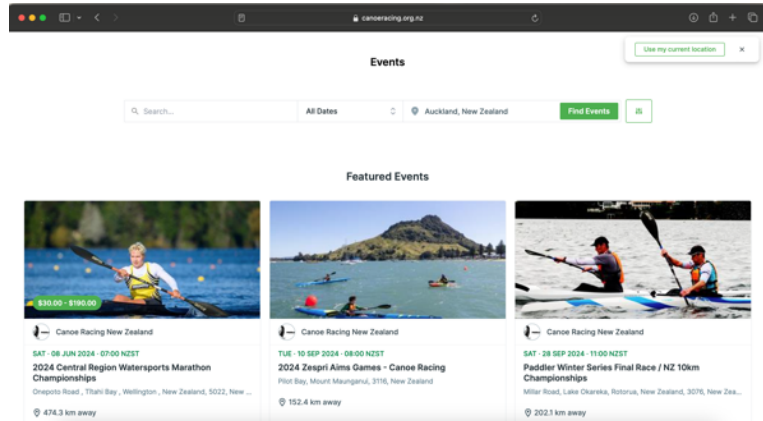 canoeracing.org.nz
Use my current location
Events
Search...
All Dates
Auckland, New Zealand
Find Events
Featured Events
$30.00 - $190.00
Canoe Racing New Zealand
SAT · 08 JUN 2024 · 07:00 NZST
2024 Central Region Watersports Marathon
Championships
Onepoto Road , Titahi Bay , Wellington , New Zealand, 5022, New ...
474.3 km away
Canoe Racing New Zealand
TUE · 10 SEP 2024 · 08:00 NZST
2024 Zespri Aims Games - Canoe Racing
Pilot Bay, Mount Maunganui, 3116, New Zealand
152.4 km away
Canoe Racing New Zealand
SAT · 28 SEP 2024 · 11:00 NZST
Paddler Winter Series Final Race / NZ 10km
Championships
Millar Road, Lake Okareka, Rotorua, New Zealand, 3076, New Zea...
202.1 km away